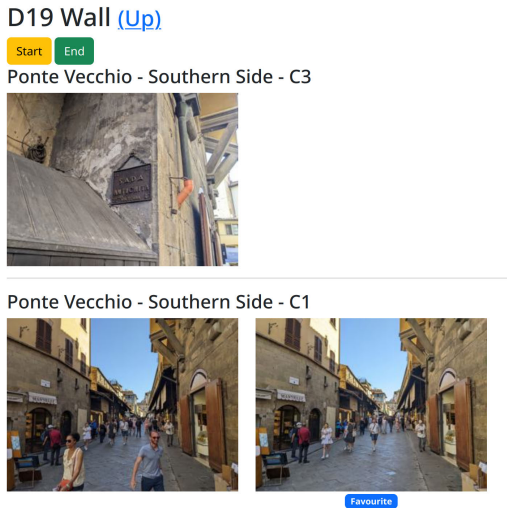 D19 Wall (Up)
Start End
Ponte Vecchio - Southern Side - C3
Ponte Vecchio - Southern Side - C1
Favourite